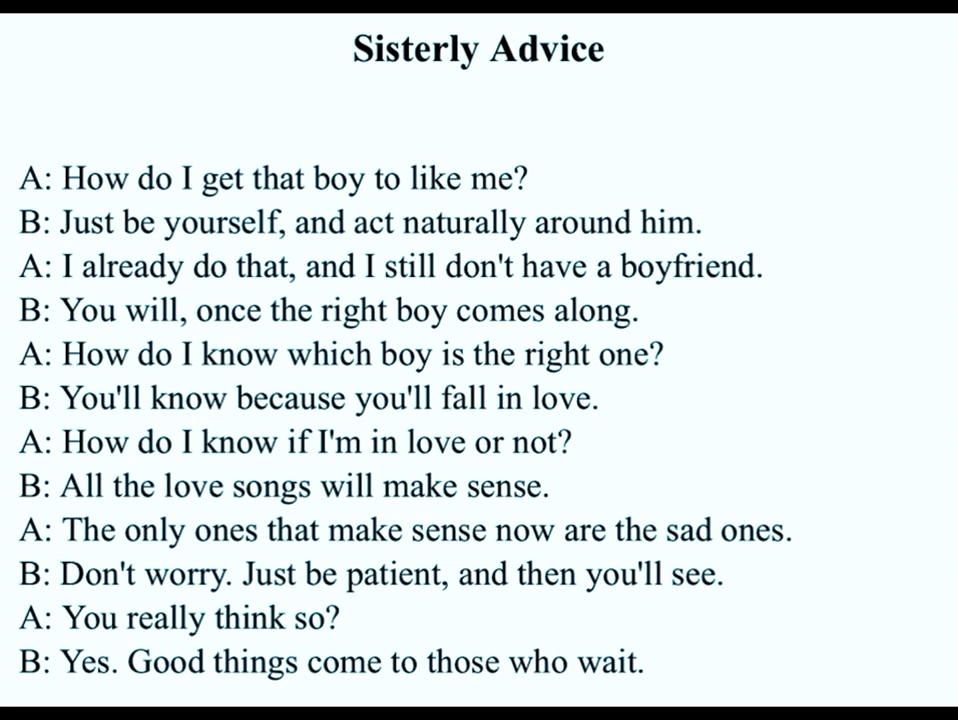 Sisterly Advice
A: How do I get that boy to like me?
B: Just be yourself, and act naturally around him.
A: I already do that, and I still don't have a boyfriend.
B: You will, once the right boy comes along.
A: How do I know which boy is the right one?
B: You'll know because you'll fall in love.
A: How do I know if I'm in love or not?
B: All the love songs will make sense.
A: The only ones that make sense now are the sad ones.
B: Don't worry. Just be patient, and then you'll see.
A: You really think so?
B: Yes. Good things come to those who wait.